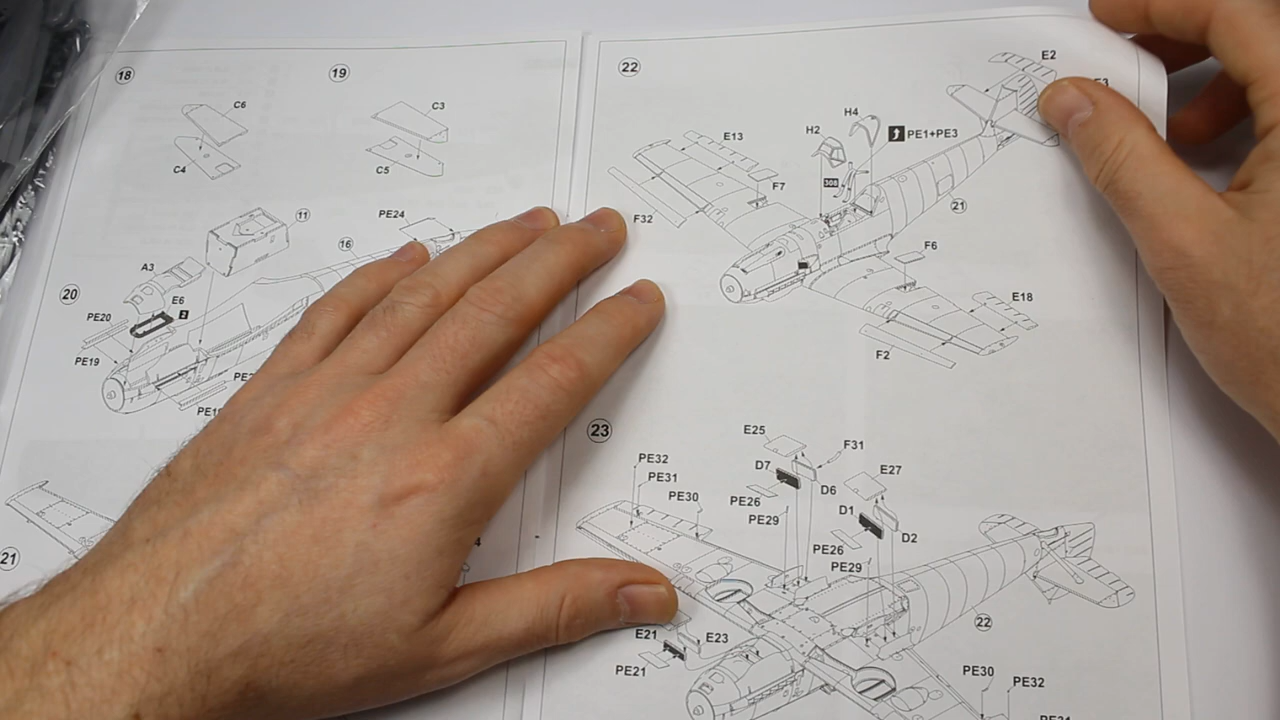 18
C6
C4
19
C3
C5
20
PE24
11
16
A3
E6
2
PE20
PE19
21
22
E2
E13
H2
H4
PE1+PE3
308
F7
F32
21
F6
E18
F2
23
E25
F31
D7
D6
E27
PE32
PE31
PE30
PE26
PE29
D1
D2
PE26
PE29
22
E21
E23
PE21
PE30
PE32